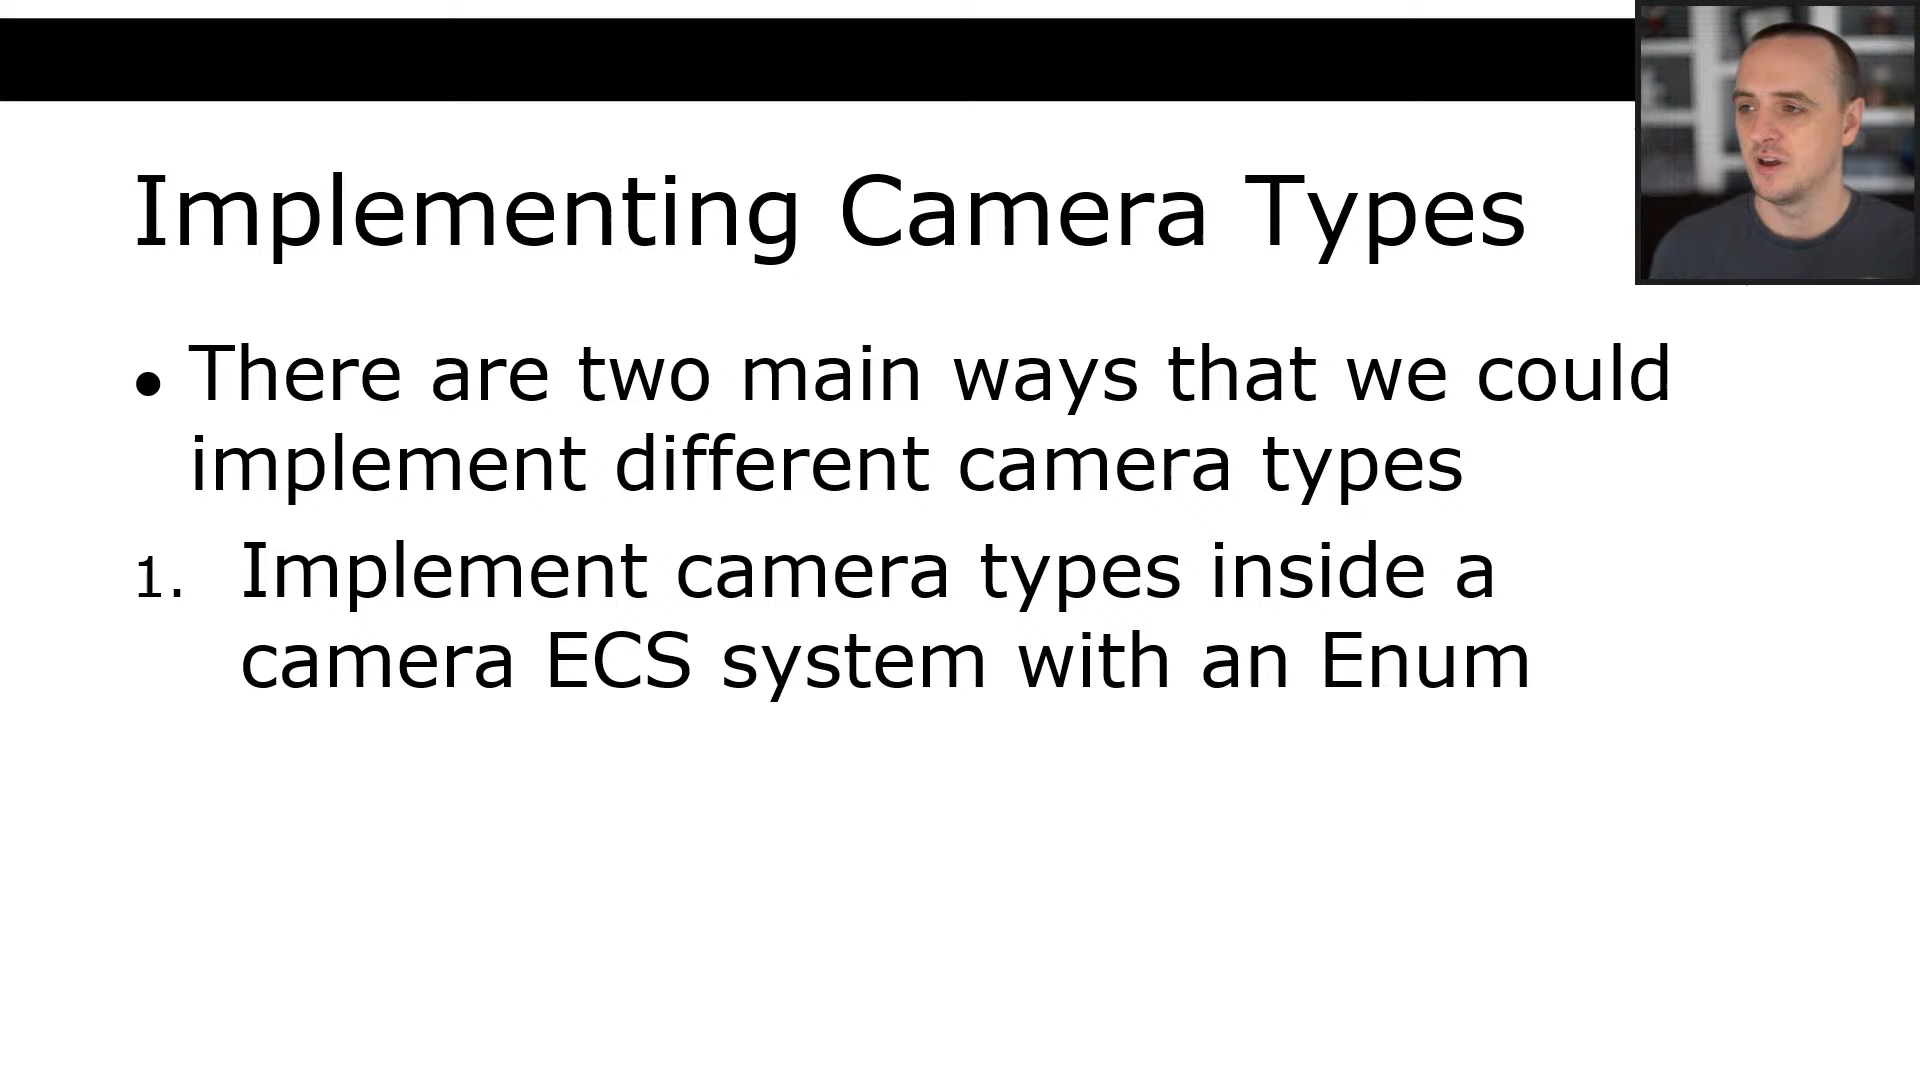 Implementing Camera Types
• There are two main ways that we could
implement different camera types
1. Implement camera types inside a
camera ECS system with an Enum